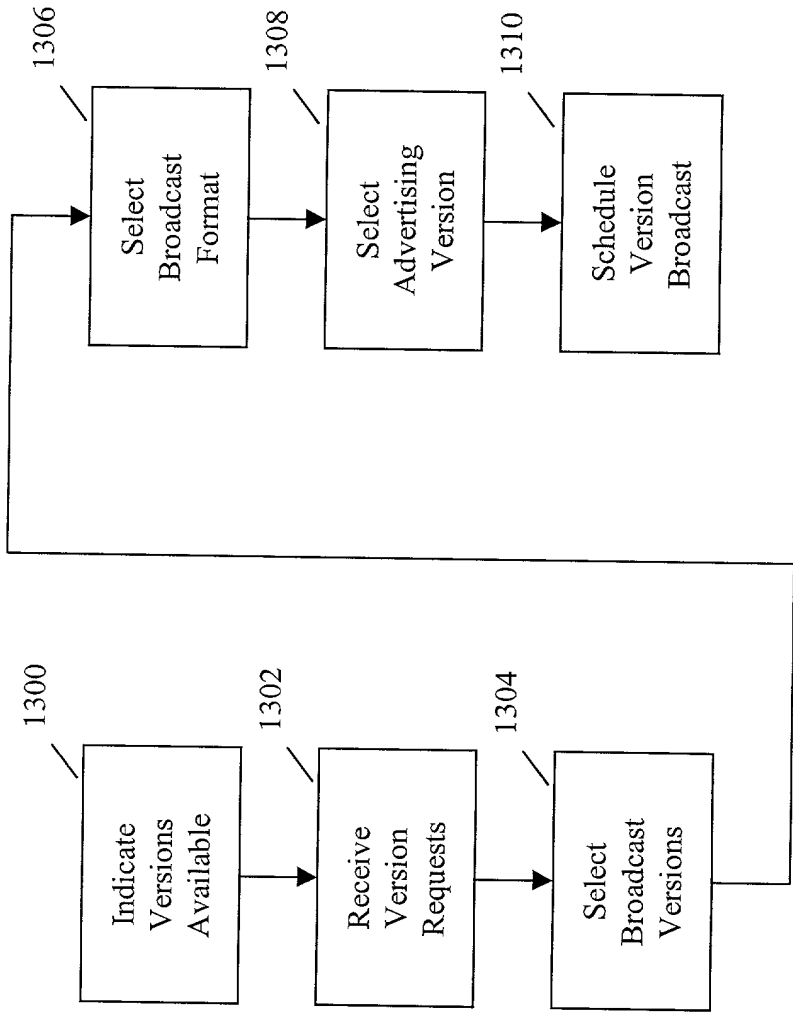 1300
Indicate
Versions
Available
1302
Receive
Version
Requests
1304
Select
Broadcast
Versions
1306
Select
Broadcast
Format
1308
Select
Advertising
Version
1310
Schedule
Version
Broadcast